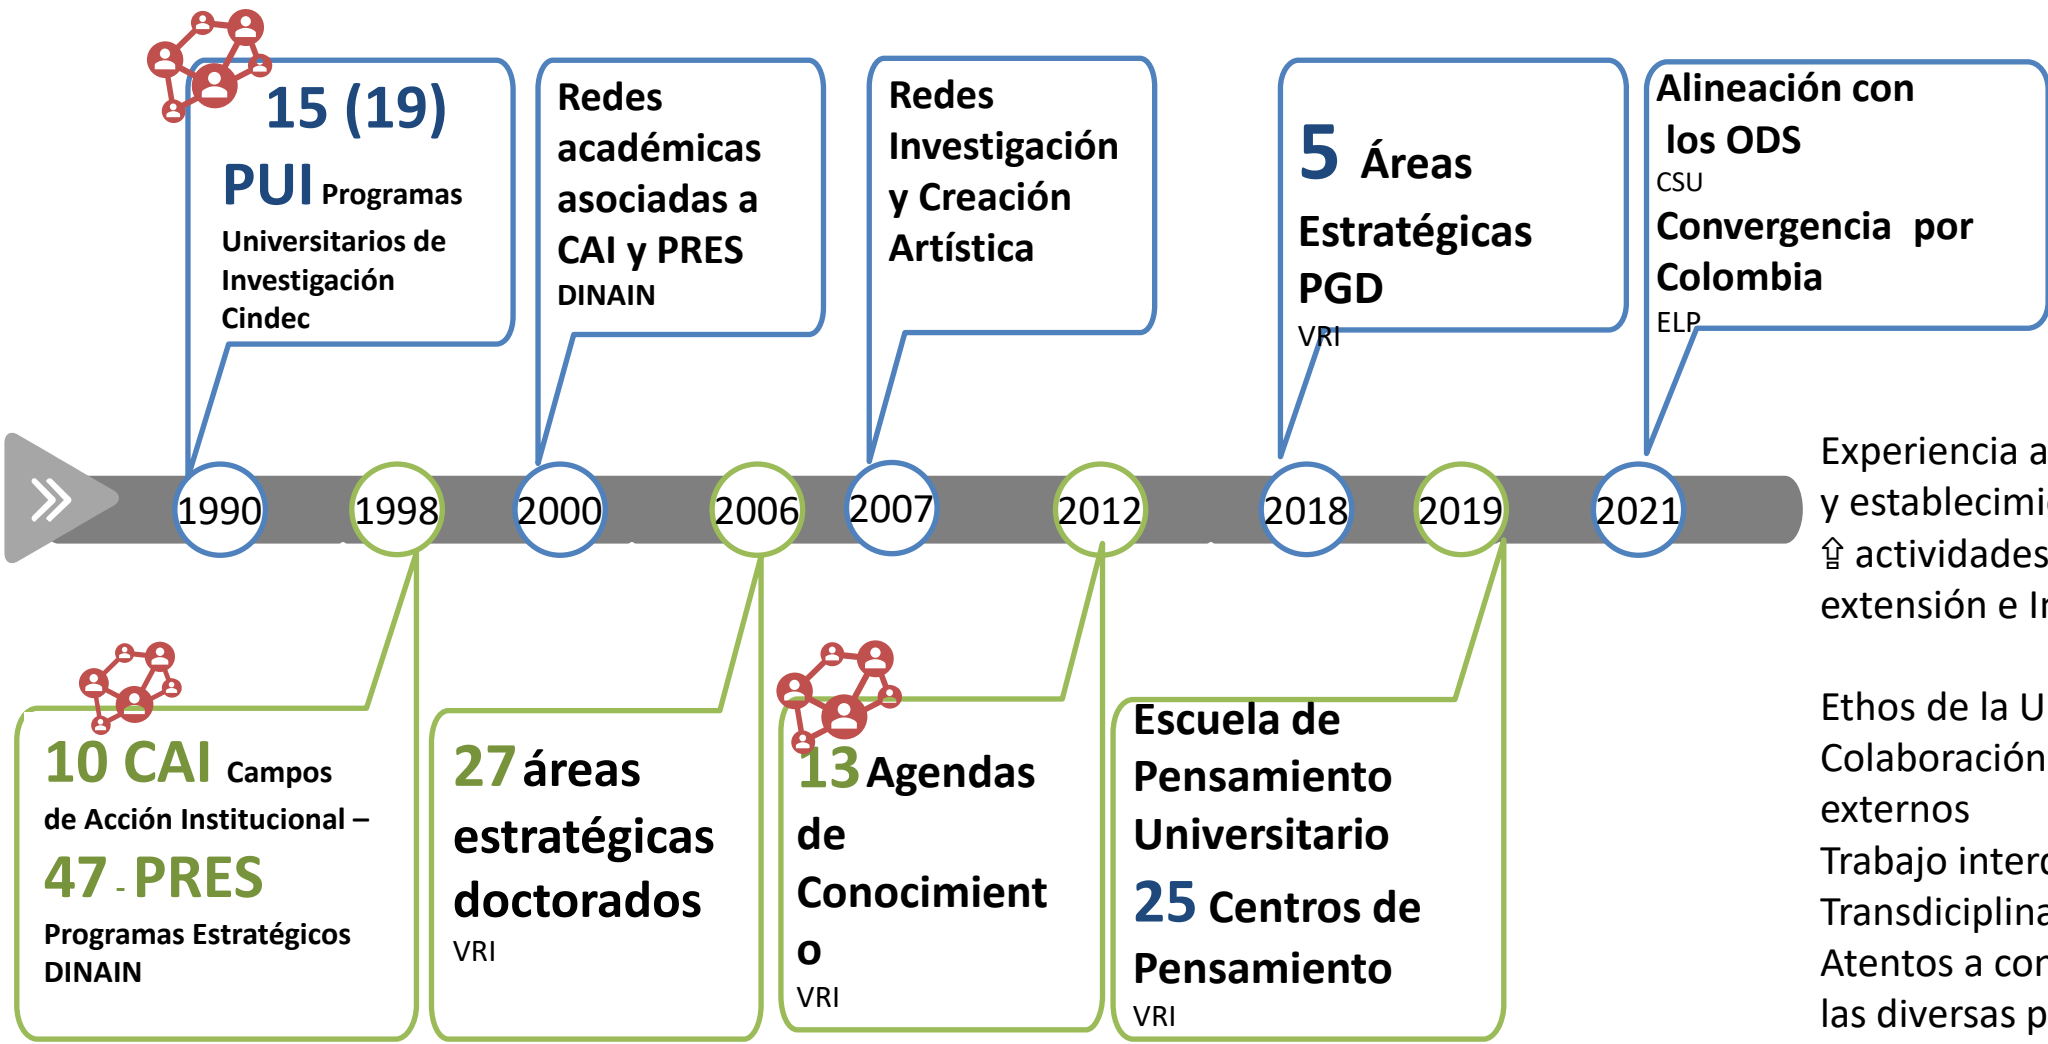 15 (19)
PUI Programas
Universitarios de
Investigación
Cindec
Redes
académicas
asociadas a
CAI y PRES
DINAIN
Redes
Investigación
y Creación
Artística
5 Áreas
Estratégicas
PGD
VRI
Alineación con
los ODS
CSU
Convergencia por
Colombia
ELP
1990
1998
2000
2006
2007
2012
2018
2019
2021
10 CAI Campos
de Acción Institucional –
47 - PRES
Programas Estratégicos
DINAIN
27 áreas
estratégicas
doctorados
VRI
13 Agendas
de
Conocimient
o
VRI
Escuela de
Pensamiento
Universitario
25 Centros de
Pensamiento
VRI
Experiencia
y
⇪ actividades
extensión e
Ethos de la U
Colaboración
externos
Trabajo
Atentos a
las diversas